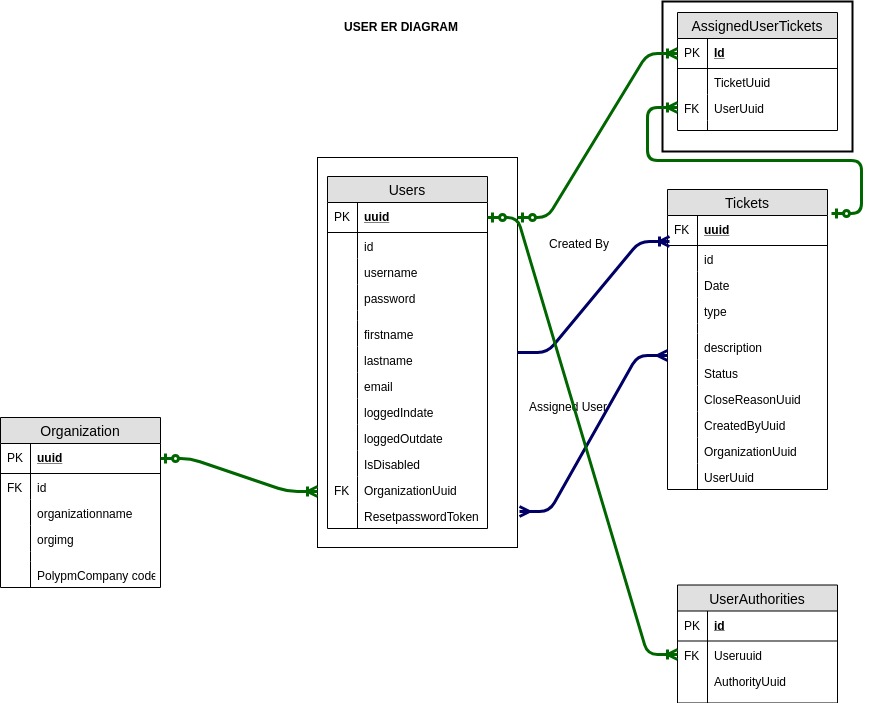 USER ER DIAGRAM
AssignedUserTickets
PK Id
TicketUuid
FK UserUuid
Users
PK uuid
id
username
password
firstname
lastname
email
loggedIndate
loggedOutdate
IsDisabled
FK OrganizationUuid
ResetpasswordToken
Created By
Assigned User
Tickets
FK uuid
id
Date
type
description
Status
CloseReasonUuid
CreatedByUuid
OrganizationUuid
UserUuid
Organization
PK uuid
FK id
organizationname
orgimg
PolypmCompany code
UserAuthorities
PK id
FK Useruuid
AuthorityUuid